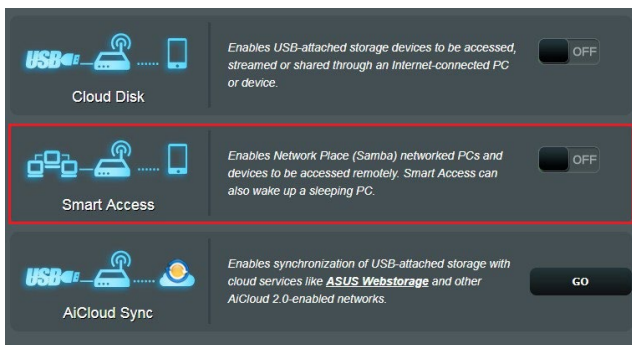 Enables USB-attached storage devices to be accessed,
streamed or shared through an Internet-connected PC
or device.
OFF
USB
Cloud Disk
Enables Network Place (Samba) networked PCs and
devices to be accessed remotely. Smart Access can
also wake up a sleeping PC.
OFF
Smart Access
Enables synchronization of USB-attached storage with
cloud services like ASUS Webstorage and other
AiCloud 2.0-enabled networks.
GO
USB
AiCloud Sync